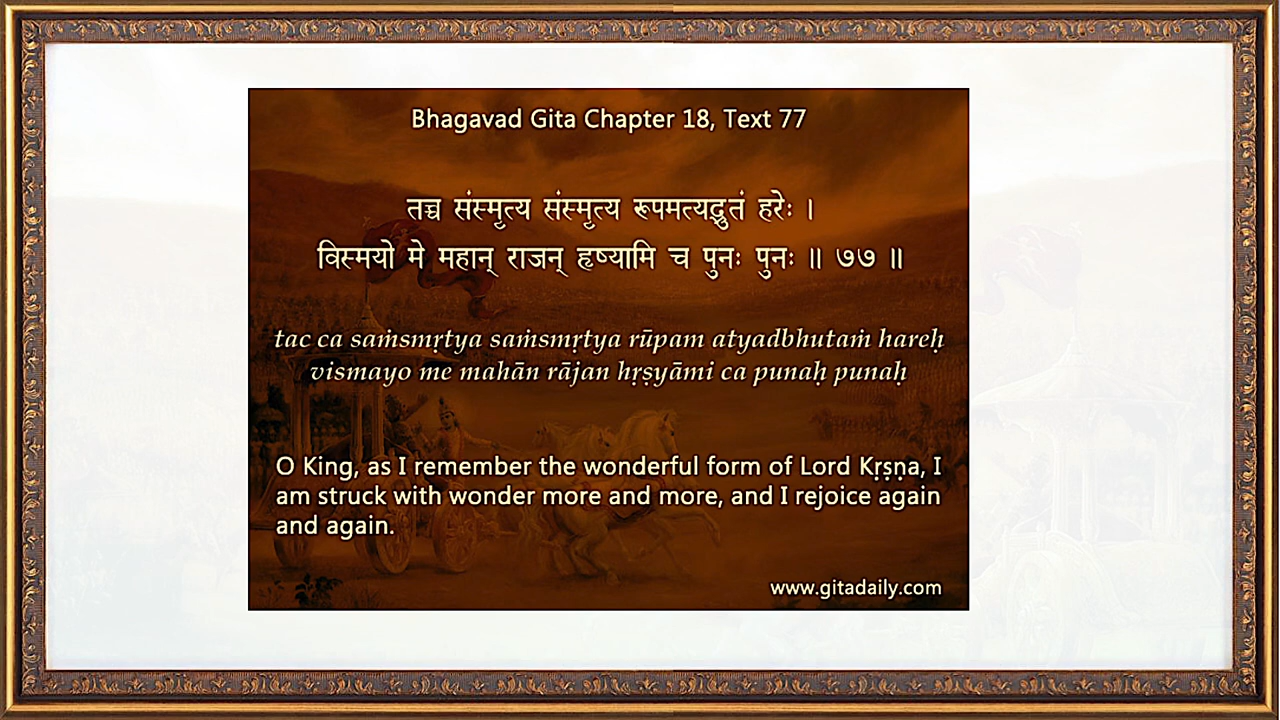 Bhagavad Gita Chapter 18, Text 77
तच्च संस्मृत्य संस्मृत्य रूपमत्यद्भुतं हरेः ।
विस्मयो मे महान् राजन् हृष्यामि च पुनः पुनः ॥ ७७ ॥
tac ca saṁsmṛtya saṁsmṛtya rūpam atyadbhutaṁ hareḥ
vismayo me mahān rājan hṛṣyāmi ca punaḥ punaḥ
O King, as I remember the wonderful form of Lord Kṛṣṇa, I
am struck with wonder more and more, and I rejoice again
and again.
www.gitadaily.com